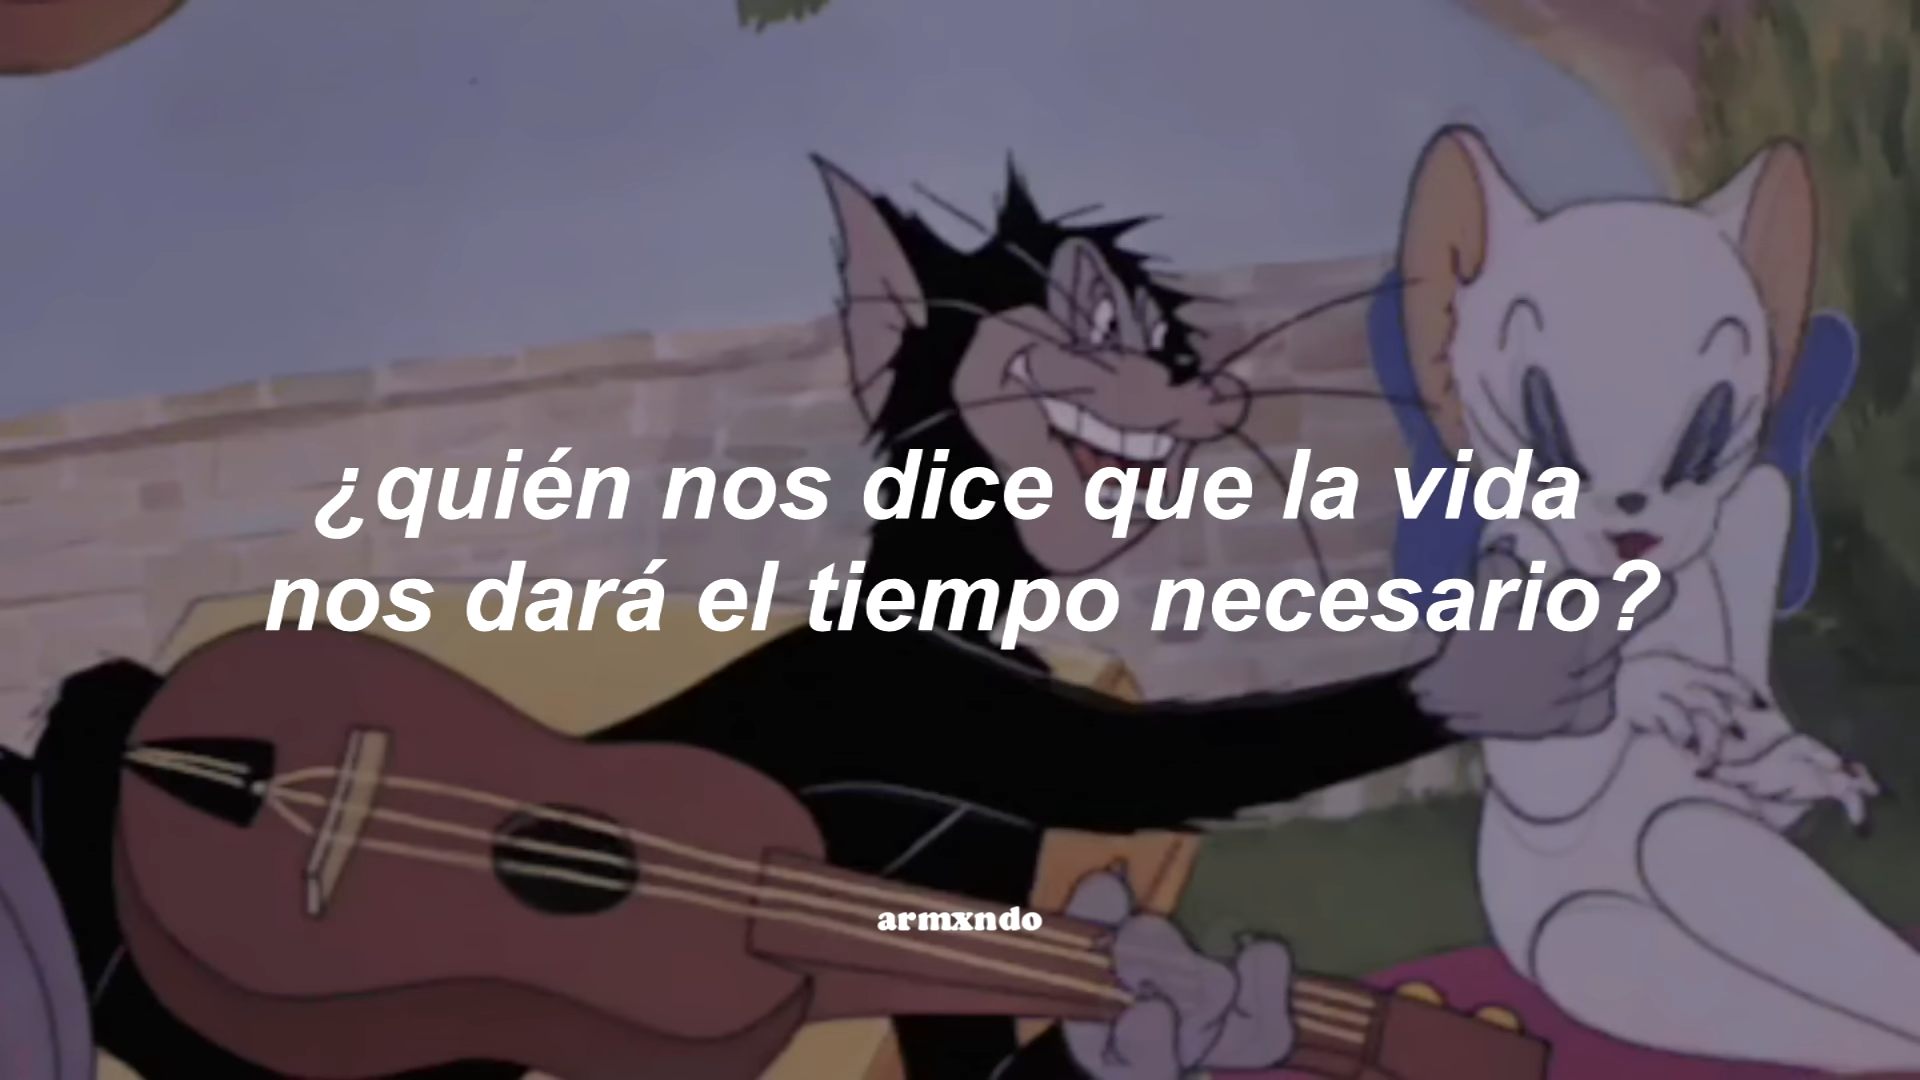 ¿quién nos dice que la vida
nos dará el tiempo necesario?
armxndo